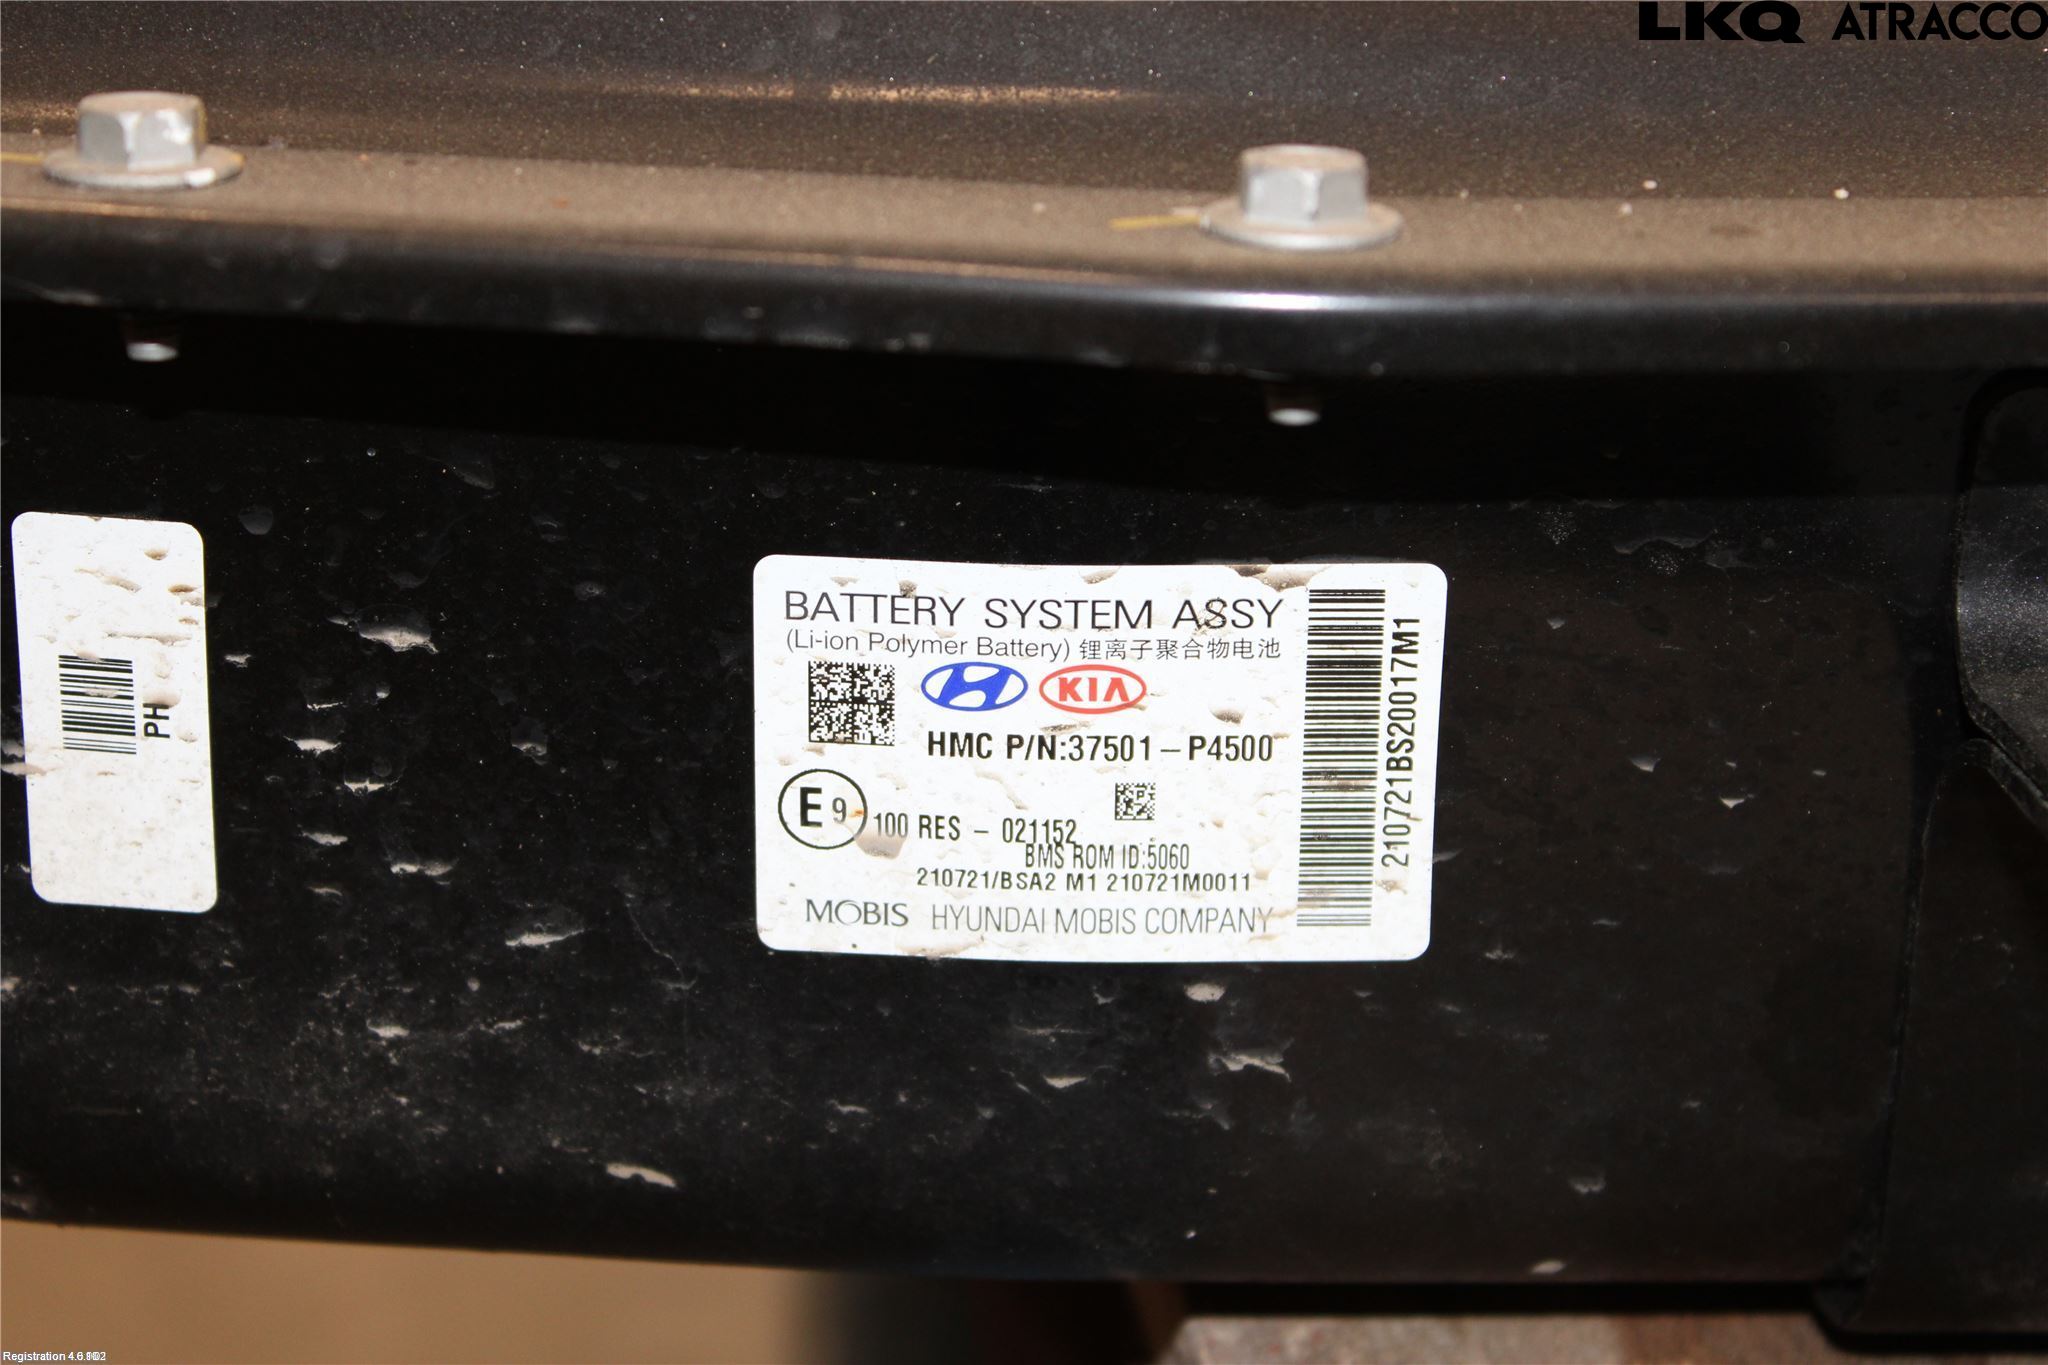 LKQ ATRACCO
PH
BATTERY SYSTEM ASSY
(Li-ion Polymer Battery) 锂离子聚合物电池
KIA
HMC P/N:37501-P4500
E9 100 RES - 021152
BMS ROM ID:5060
210721/BSA2 M1 210721M0011
MOBIS HYUNDAI MOBIS COMPANY
210721BS20017M1
Registration